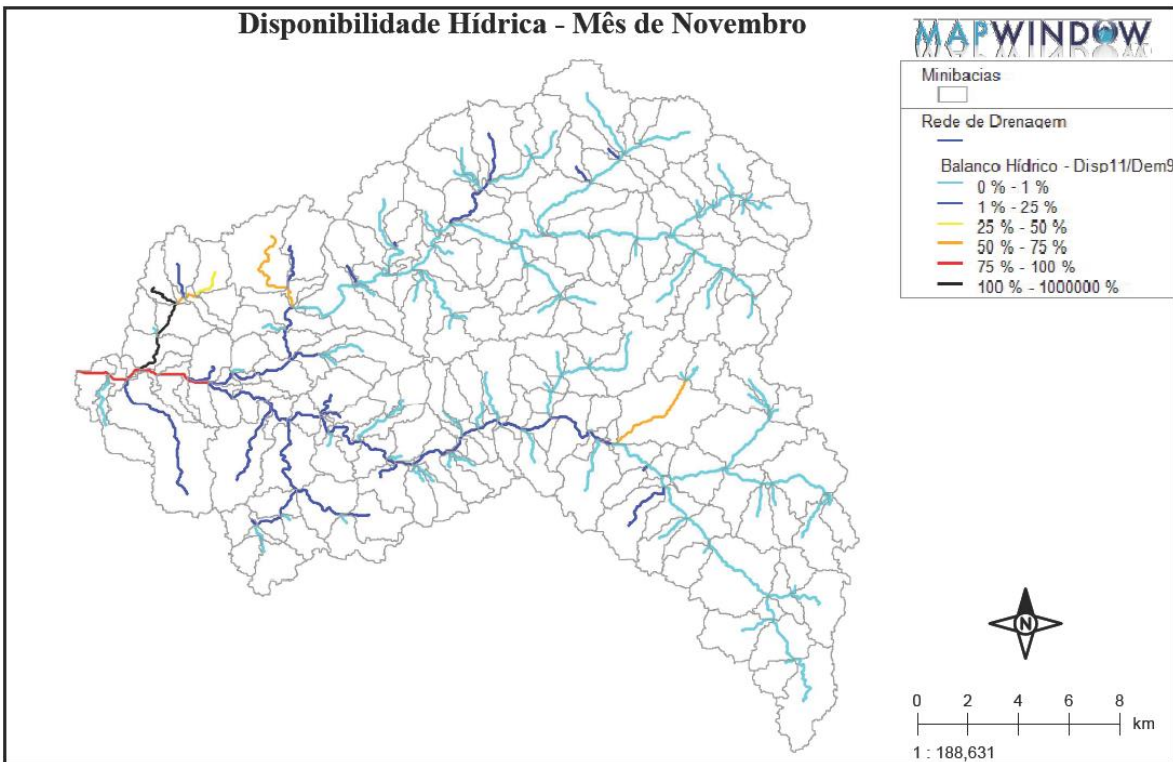 Disponibilidade Hídrica - Mês de Novembro
MAPWINDOW
Minibacias
Rede de Drenagem
Balanco Hídrico - Disp11/Dem9
0 % - 1 %
1 % - 25 %
25 % - 50 %
50 % - 75 %
75 % - 100 %
100 % - 1000000 %
N
0 2 4 6 8
km
1 : 188,631